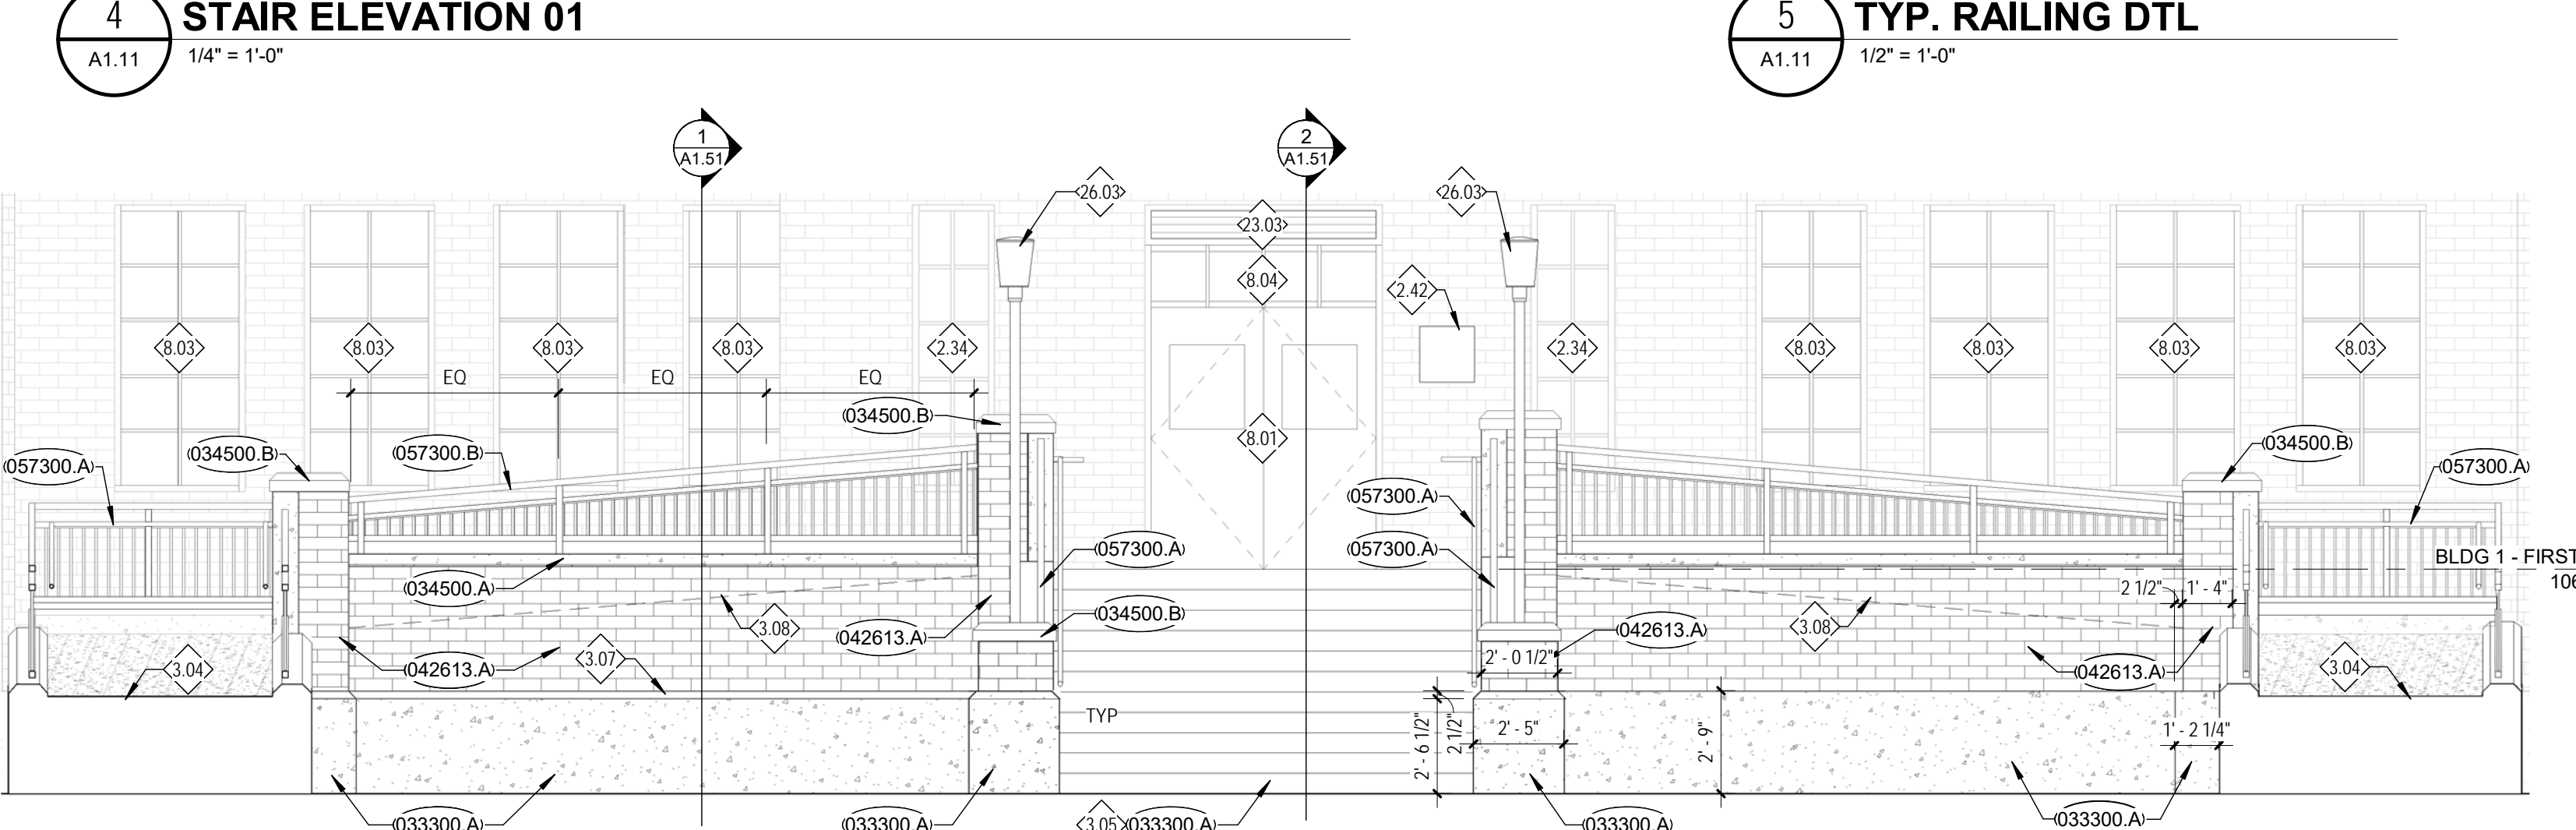 4
A1.11
STAIR ELEVATION 01
1/4" = 1'-0"
5
A1.11
TYP. RAILING DTL
1/2" = 1'-0"
1
A1.51
2
A1.51
26.03
26.03
23.03
8.04
2.42
8.03
8.03
8.03
8.03
2.34
2.34
8.03
8.03
8.03
8.03
EQ
EQ
EQ
034500.B
8.01
034500.B
057300.B
057300.A
034500.B
057300.A
057300.A
057300.A
057300.A
BLDG 1 - FIRST
106
034500.A
2 1/2"
1' - 4"
034500.B
3.08
042613.A
042613.A
3.08
3.07
042613.A
3.04
2' - 0 1/2"
042613.A
3.04
TYP
2' - 6 1/2"
2 1/2"
2' - 5"
2' - 9"
1' - 2 1/4"
033300.A
033300.A
3.05
033300.A
033300.A
033300.A